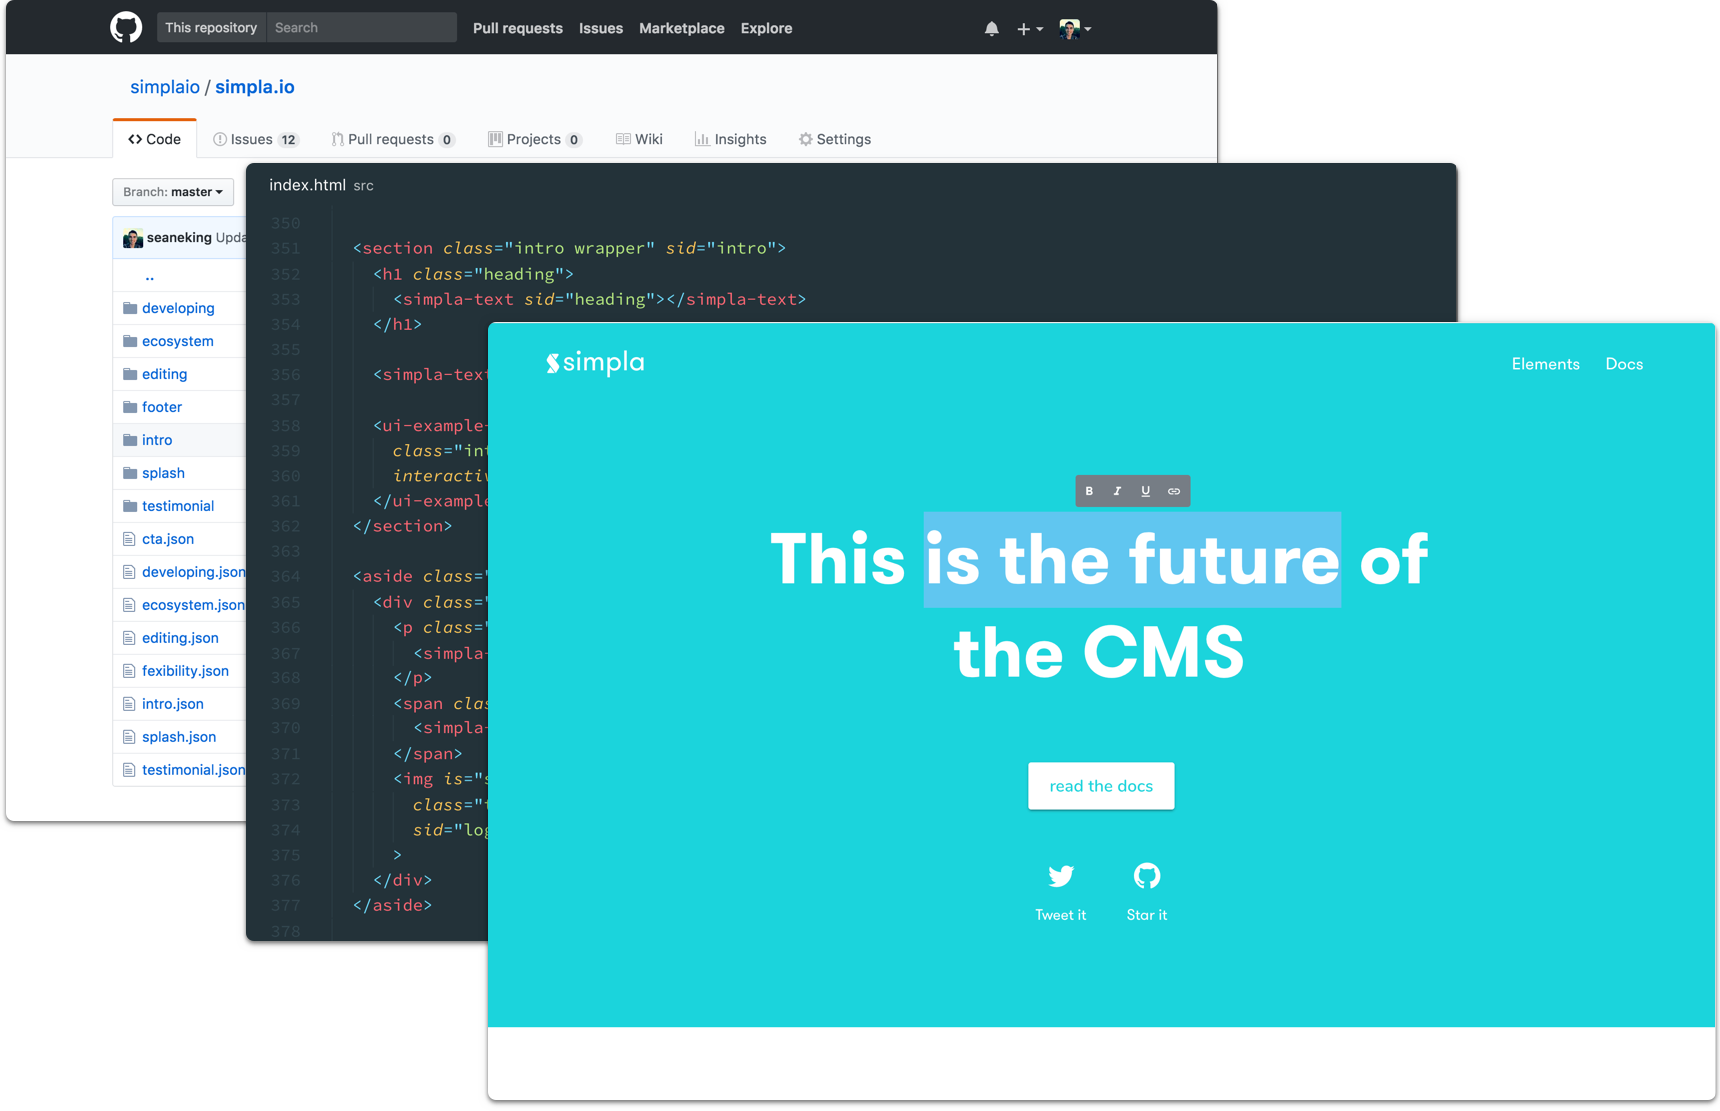 This repository Search Pull requests Issues Marketplace Explore
simplaio / simpla.io
Code Issues 12 Pull requests 0 Projects 0 Wiki Insights Settings
Branch: master
seaneking Upda
..
developing
ecosystem
editing
footer
intro
splash
testimonial
cta.json
developing.json
ecosystem.json
editing.json
fexibility.json
intro.json
splash.json
testimonial.json
index.html src
350
351 <section class="intro wrapper" sid="intro">
352 <h1 class="heading">
353 <simpla-text sid="heading"></simpla-text>
354 </h1>
355
356 <simpla-text
357
358 <ui-example-
359 class="int
360 interactiv
361 </ui-example
362 </section>
363
364 <aside class="
365 <div class="
366 <p class="
367 <simpla-
368 </p>
369 <span clas
370 <simpla-
371 </span>
372 <img is="s
373 class="t
374 sid="log
375 >
376 </div>
377 </aside>
378
simpla Elements Docs
B I U
This is the future of
the CMS
read the docs
Tweet it Star it